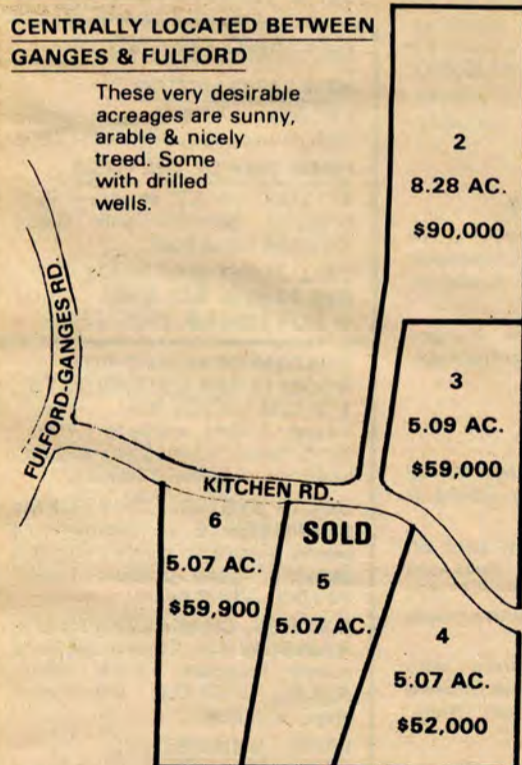 CENTRALLY LOCATED BETWEEN
GANGES & FULFORD
These very desirable
acreages are sunny,
arable & nicely
treed. Some
with drilled
wells.
2
8.28 AC.
$90,000
FULFORD-GANGES RD.
3
5.09 AC.
$59,000
KITCHEN RD.
6
5.07 AC.
$59,900
SOLD
5
5.07 AC.
4
5.07 AC.
$52,000